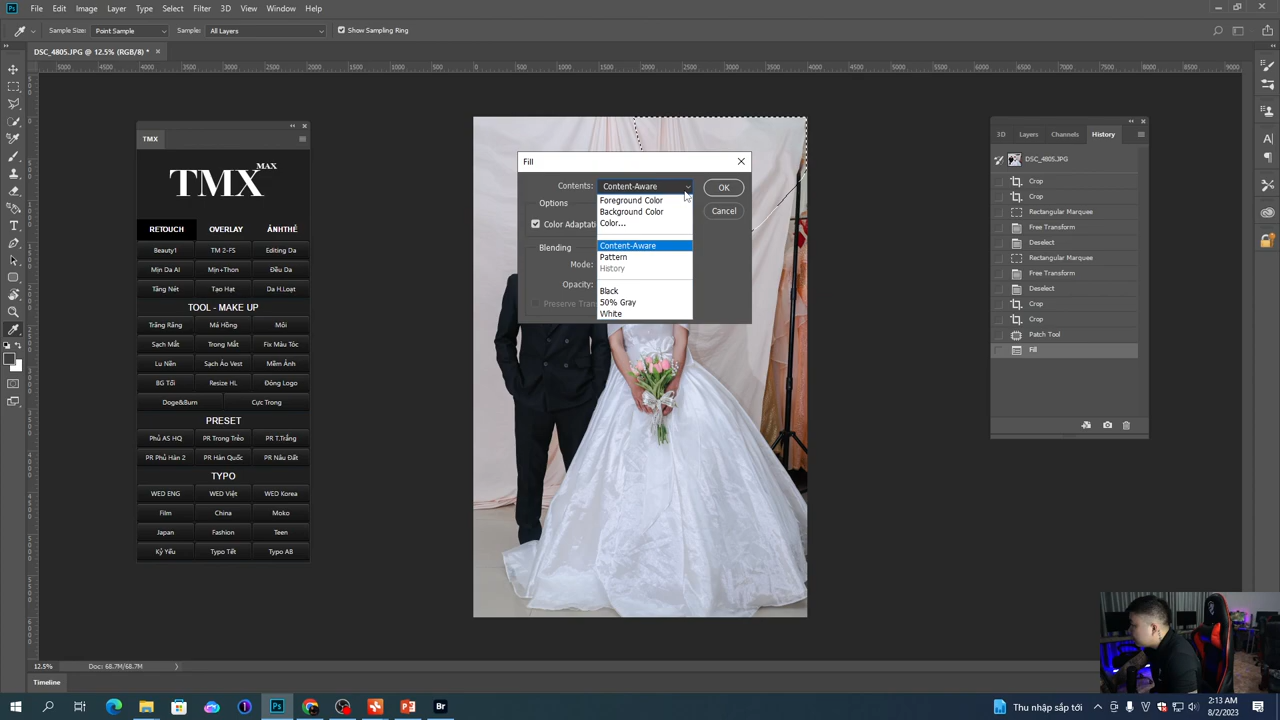 Ps File Edit Image Layer Type Select Filter 3D View Plugins Window Help
Sample Size: Point Sample Sample: All Layers Show Sampling Ring
DSC_4805.JPG @ 12.5% (RGB/8) * ×
TMX
TMX MAX
RETOUCH OVERLAY ẢNHTHẺ
Beauty1 TM 2-FS Editing Da
Mịn Da AI Mịn+Thon Đều Da
Tăng Nét Tạo Hạt Da H.Loạt
TOOL - MAKE UP
Trắng Răng Má Hồng Môi
Sạch Mắt Trong Mắt Fix Màu Tóc
Lu Nền Sạch Áo Vest Mềm Ảnh
BG Tối Resize HL Đóng Logo
Doge&Burn Cực Trong
PRESET
Phủ AS HQ PR Trong Trẻo PR T.Trắng
PR Phủ Hàn 2 PR Hàn Quốc PR Nâu Đất
TYPO
WED ENG WED Việt WED Korea
Film China Moko
Japan Fashion Teen
Kỷ Yếu Typo Tết Typo AB
Fill
Contents: Content-Aware
OK
Cancel
Options
Color Adaptati
Blending
Mode:
Opacity:
Preserve Tran
Foreground Color
Background Color
Color...
Content-Aware
Pattern
History
Black
50% Gray
White
3D Layers Channels History
DSC_4805.JPG
Crop
Crop
Rectangular Marquee
Free Transform
Deselect
Rectangular Marquee
Free Transform
Deselect
Crop
Crop
Patch Tool
Fill
12.5% Doc: 68.7M/68.7M
Timeline
Thu nhập sắp tới
2:13 AM
8/2/2023